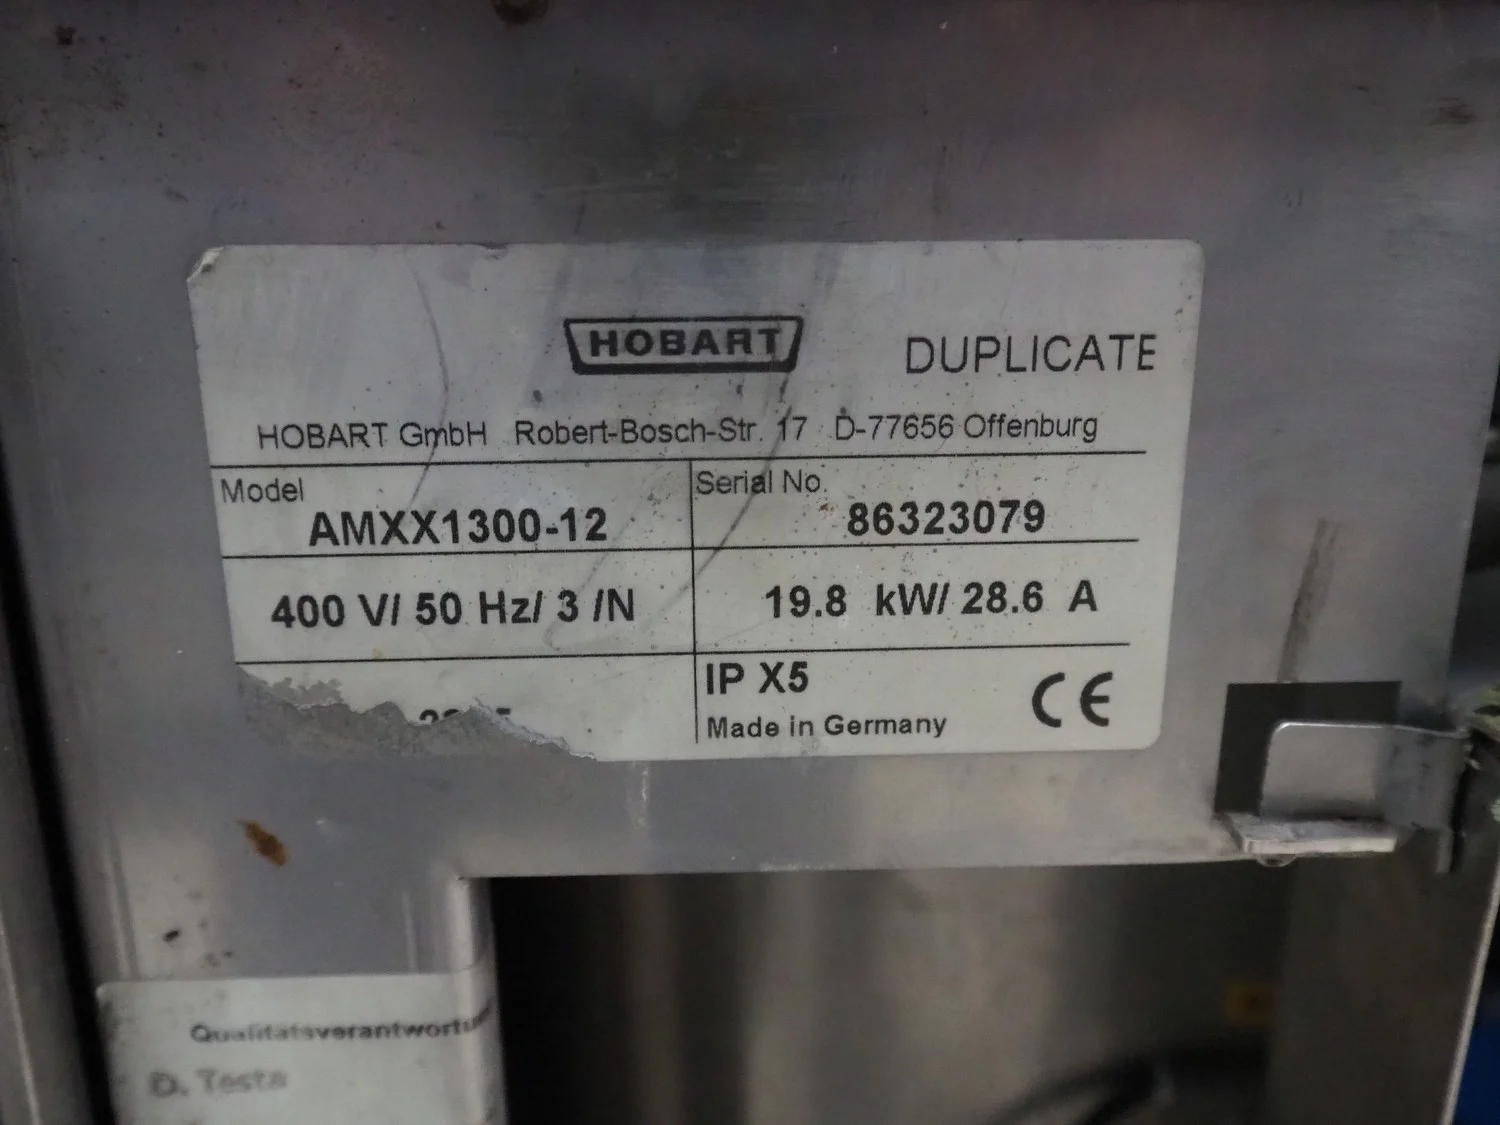 HOBART
DUPLICATE
HOBART GmbH Robert-Bosch-Str. 17 D-77656 Offenburg
Model
AMXX1300-12
Serial No.
86323079
400 V/ 50 Hz/ 3 /N
19.8 kW/ 28.6 A
IP X5
Made in Germany
CE
D. Testa